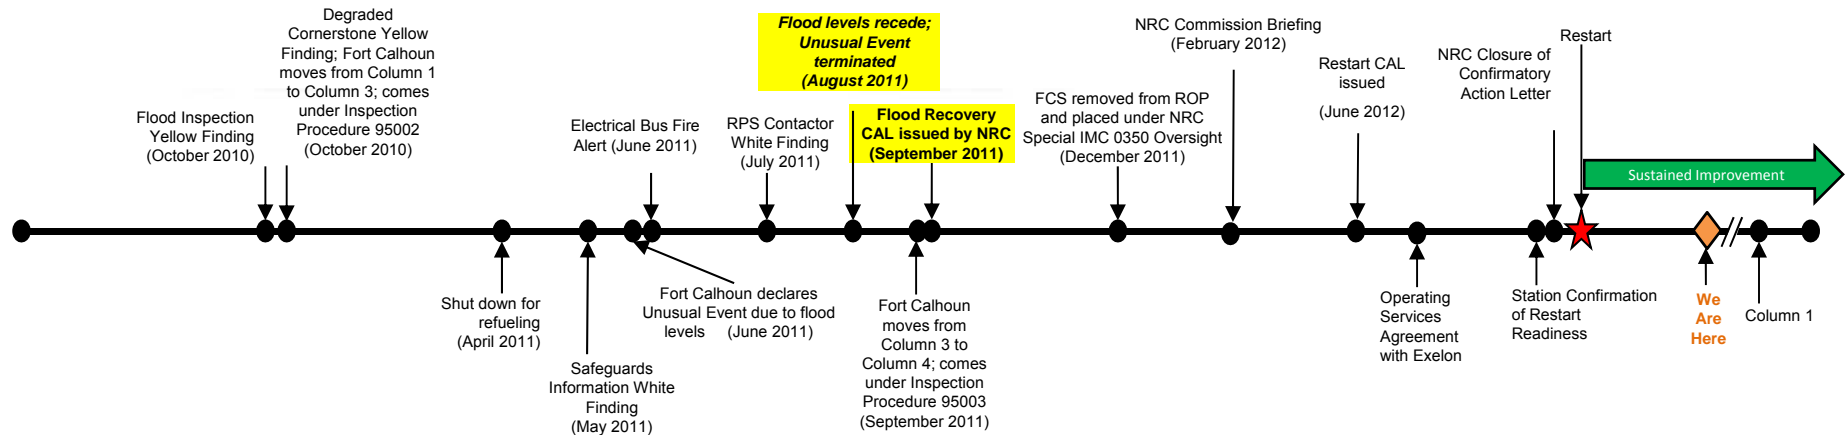 Flood Inspection
Yellow Finding
(October 2010)
Degraded
Cornerstone Yellow
Finding; Fort Calhoun
moves from Column 1
to Column 3; comes
under Inspection
Procedure 95002
(October 2010)
Shut down for
refueling
(April 2011)
Safeguards
Information White
Finding
(May 2011)
Electrical Bus Fire
Alert (June 2011)
Fort Calhoun declares
Unusual Event due to flood
levels (June 2011)
RPS Contactor
White Finding
(July 2011)
Flood levels recede;
Unusual Event
terminated
(August 2011)
Flood Recovery
CAL issued by NRC
(September 2011)
Fort Calhoun
moves from
Column 3 to
Column 4; comes
under Inspection
Procedure 95003
(September 2011)
FCS removed from ROP
and placed under NRC
Special IMC 0350 Oversight
(December 2011)
NRC Commission Briefing
(February 2012)
Restart CAL
issued
(June 2012)
Operating
Services
Agreement
with Exelon
Station Confirmation
of Restart
Readiness
NRC Closure of
Confirmatory
Action Letter
Restart
Sustained Improvement
We
Are
Here
Column 1